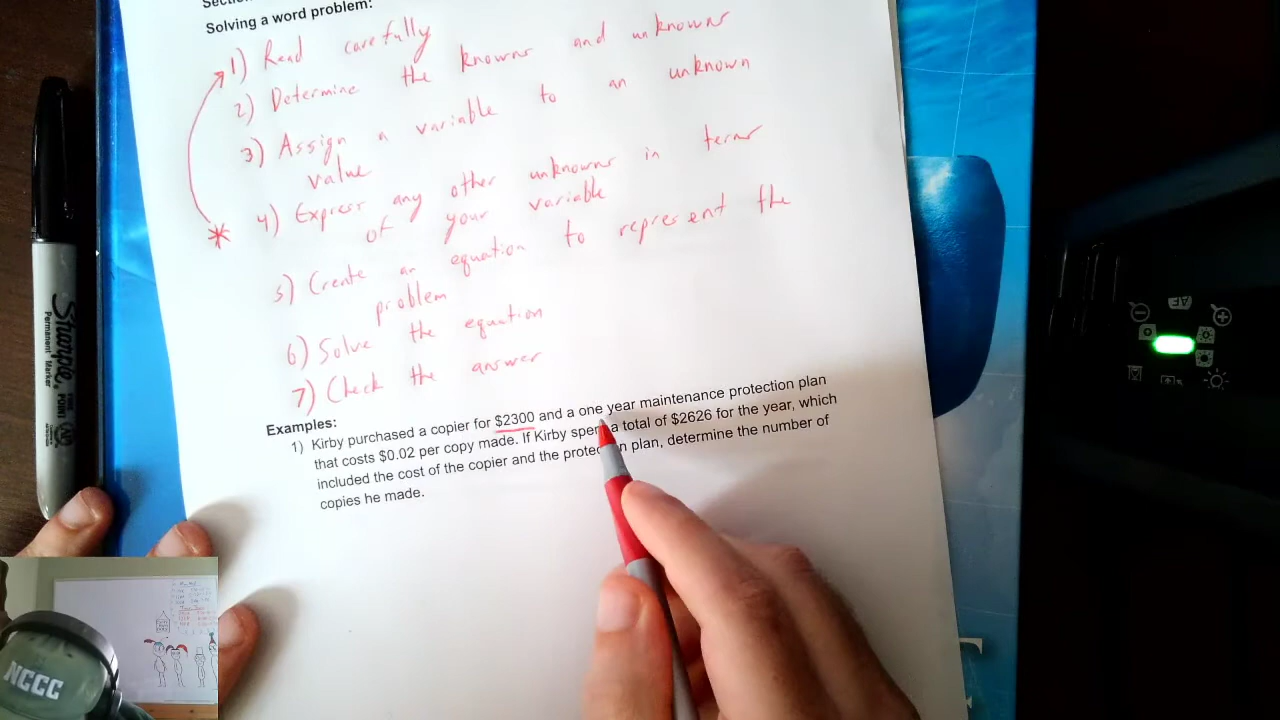 Solving a word problem:
1) Read carefully
2) Determine the knowns and unknowns
3) Assign a variable to an unknown
value
4) Express any other unknowns in terms
of your variable
*
5) Create an equation to represent the
problem
6) Solve the equation
7) Check the answer
Examples:
1) Kirby purchased a copier for $2300 and a one year maintenance protection plan
that costs $0.02 per copy made. If Kirby spent a total of $2626 for the year, which
included the cost of the copier and the protection plan, determine the number of
copies he made.
Sharpie
Permanent Marker
FINE
POINT
AF
NCCC